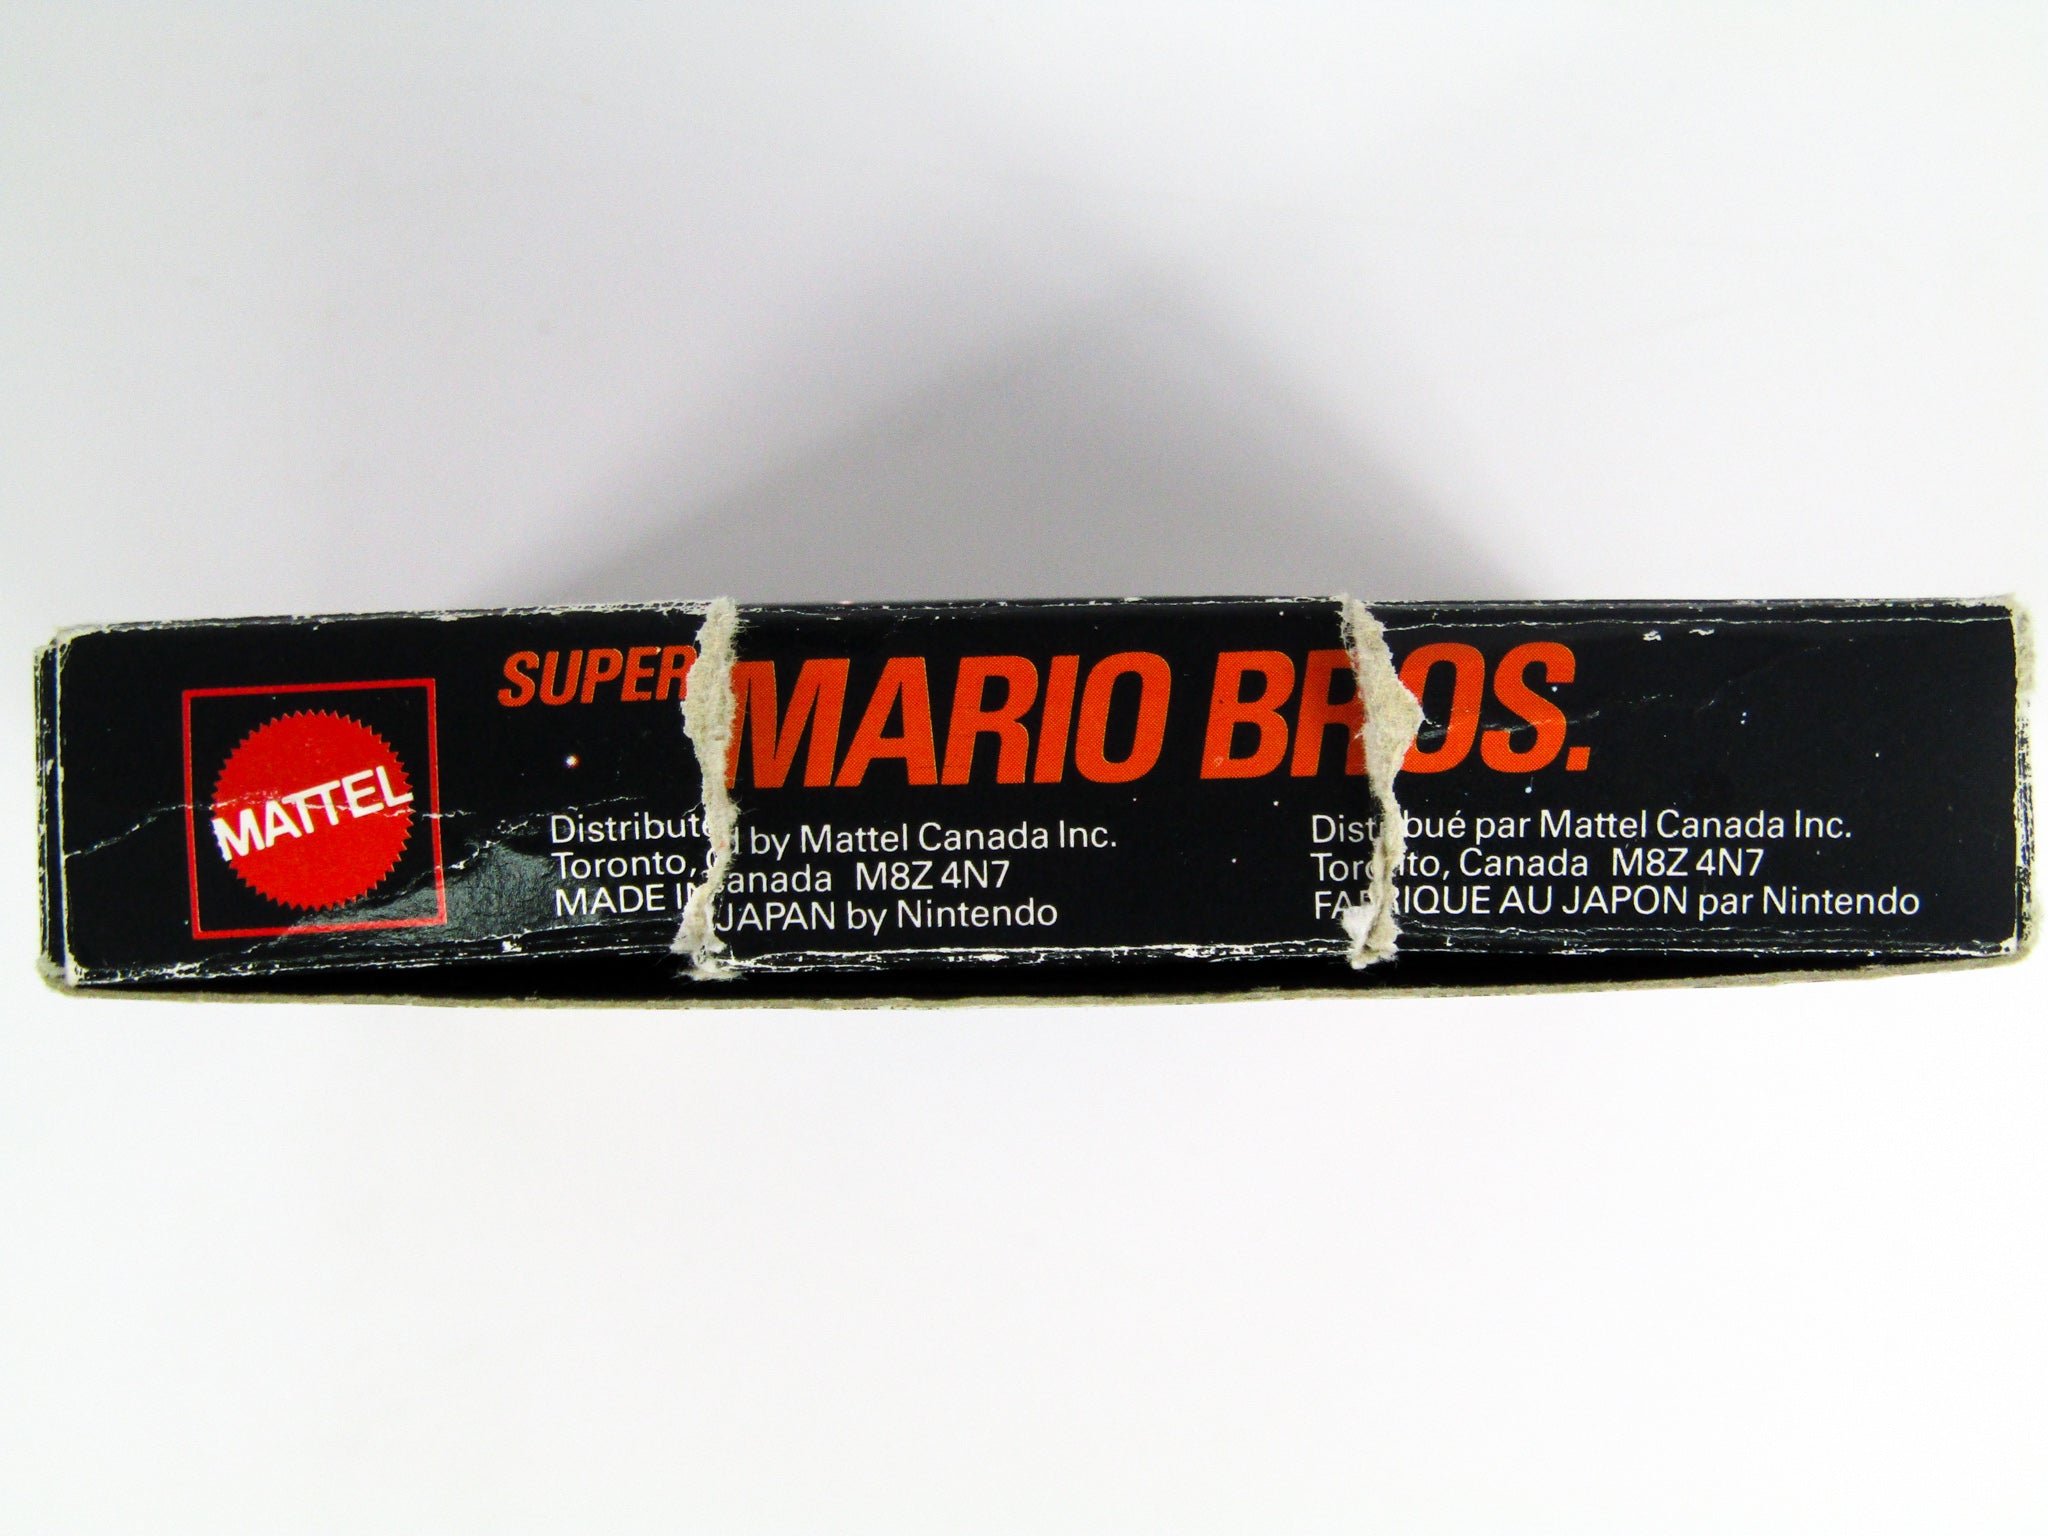 MATTEL
SUPER MARIO BROS.
Distributed by Mattel Canada Inc.
Toronto, Canada M8Z 4N7
MADE IN JAPAN by Nintendo
Distribué par Mattel Canada Inc.
Toronto, Canada M8Z 4N7
FABRIQUE AU JAPON par Nintendo